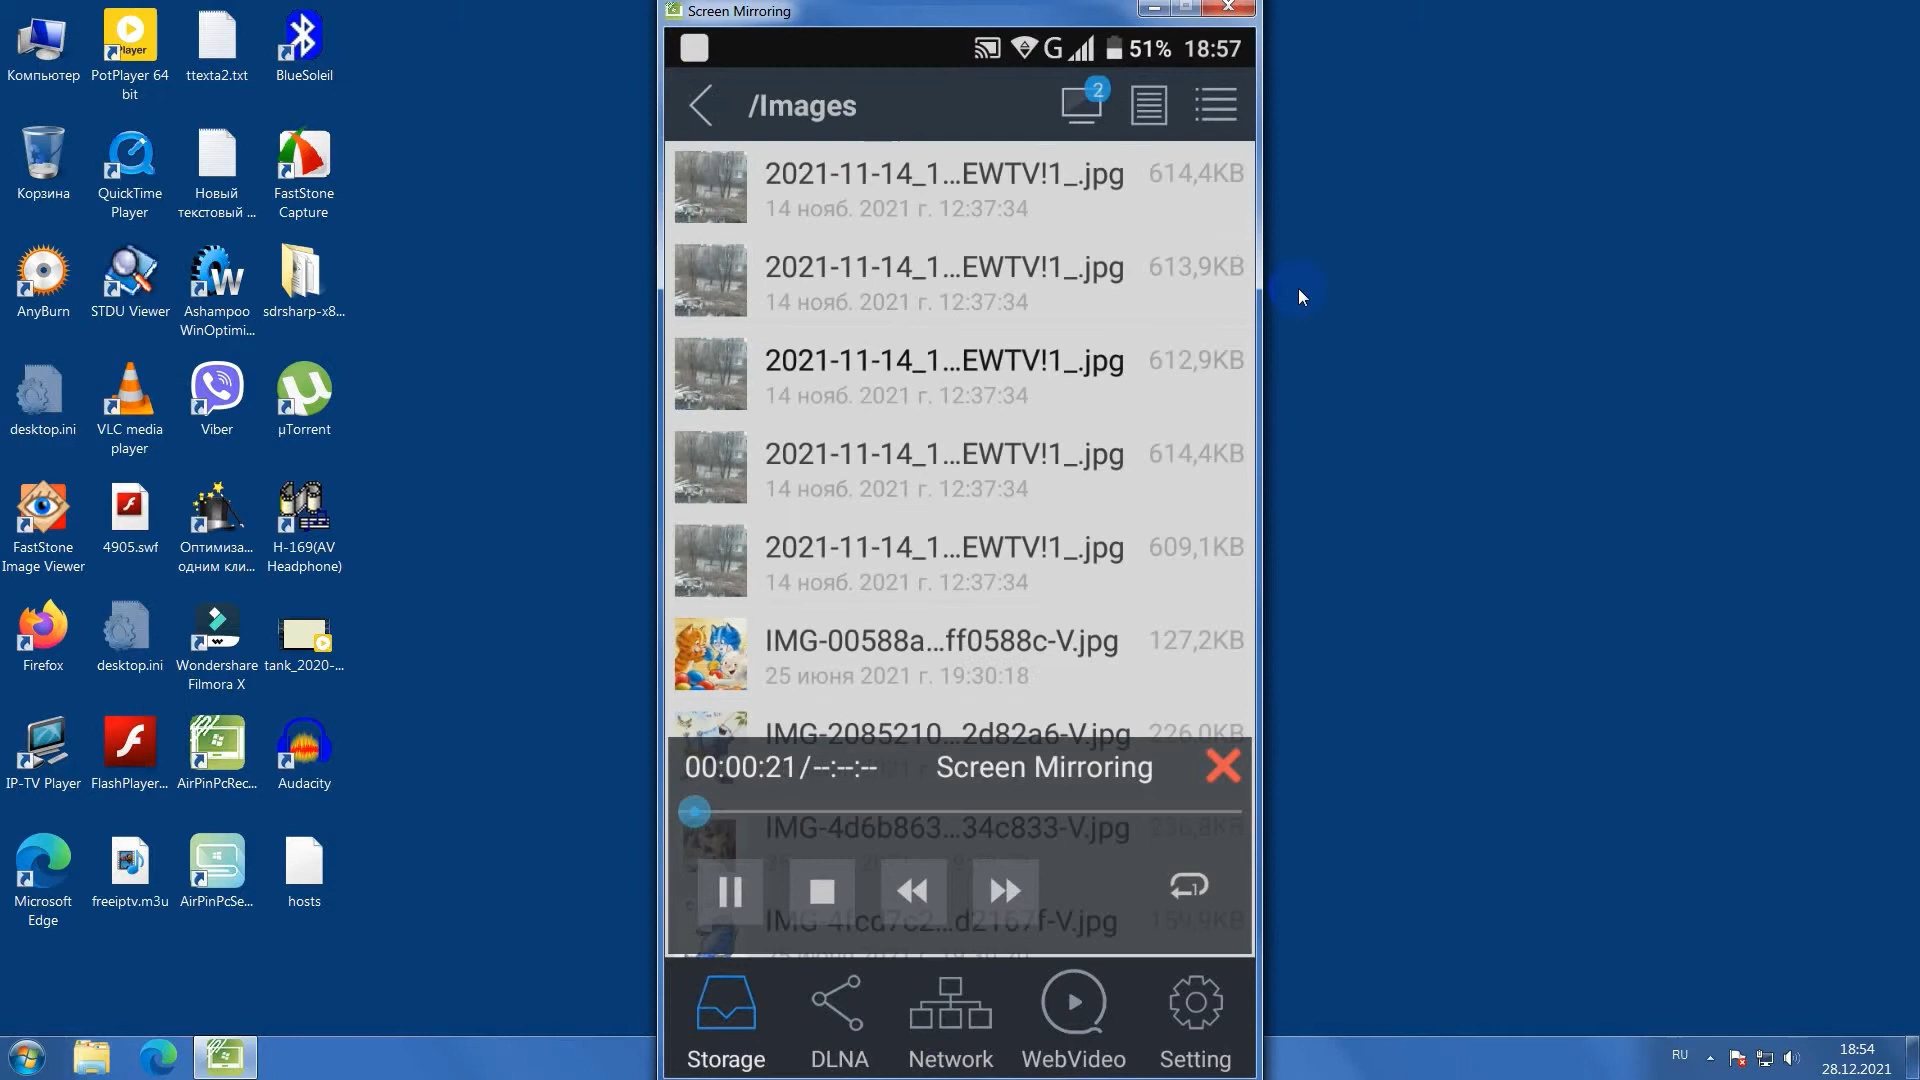 Компьютер
PotPlayer 64 bit
ttexta2.txt
BlueSoleil
Корзина
QuickTime Player
Новый текстовый ...
FastStone Capture
AnyBurn
STDU Viewer
Ashampoo WinOptimi...
sdrsharp-x8...
desktop.ini
VLC media player
Viber
µTorrent
FastStone Image Viewer
4905.swf
Оптимиза... одним кли...
H-169(AV Headphone)
Firefox
desktop.ini
Wondershare Filmora X
tank_2020-...
IP-TV Player
FlashPlayer...
AirPinPcRec...
Audacity
Microsoft Edge
freeiptv.m3u
AirPinPcSe...
hosts
Screen Mirroring
G 51% 18:57
/Images 2
2021-11-14_1...EWTV!1_.jpg 614,4KB
14 нояб. 2021 г. 12:37:34
2021-11-14_1...EWTV!1_.jpg 613,9KB
14 нояб. 2021 г. 12:37:34
2021-11-14_1...EWTV!1_.jpg 612,9KB
14 нояб. 2021 г. 12:37:34
2021-11-14_1...EWTV!1_.jpg 614,4KB
14 нояб. 2021 г. 12:37:34
2021-11-14_1...EWTV!1_.jpg 609,1KB
14 нояб. 2021 г. 12:37:34
IMG-00588a...ff0588c-V.jpg 127,2KB
25 июня 2021 г. 19:30:18
IMG-2085210...2d82a6-V.jpg 226,0KB
00:00:21/--:--:-- Screen Mirroring
IMG-4d6b863...34c833-V.jpg
IMG-4fcd7c2...d2167f-V.jpg 159,9KB
Storage DLNA Network WebVideo Setting
RU
18:54
28.12.2021